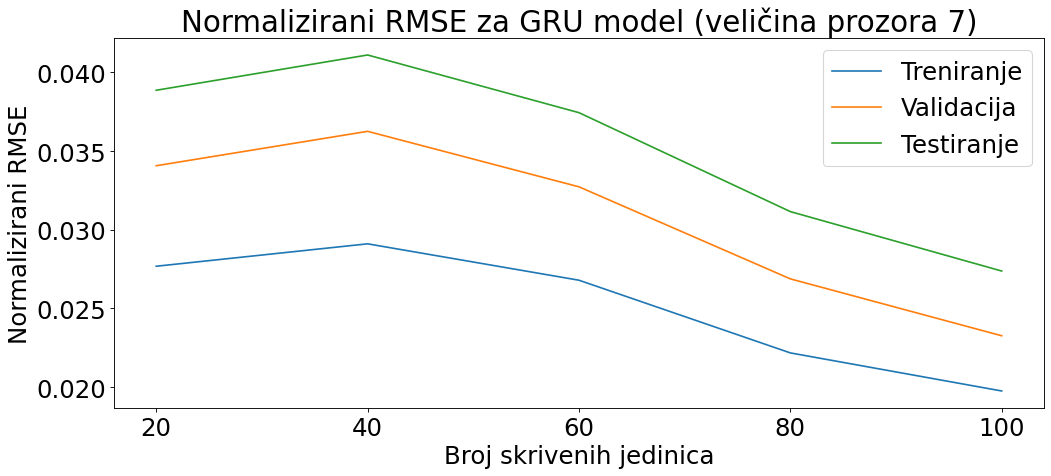 Normalizirani RMSE za GRU model (veličina prozora 7)
Treniranje
Validacija
Testiranje
Normalizirani RMSE
0.040
0.035
0.030
0.025
0.020
20 40 60 80 100
Broj skrivenih jedinica